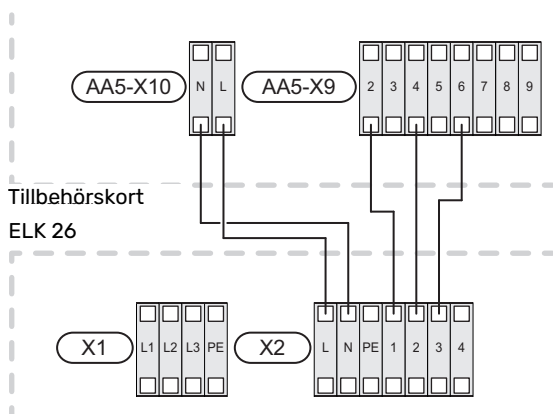 AA5-X10 N L AA5-X9 2 3 4 5 6 7 8 9
Tillbehörskort
ELK 26
X1 L1 L2 L3 PE X2 L N PE 1 2 3 4